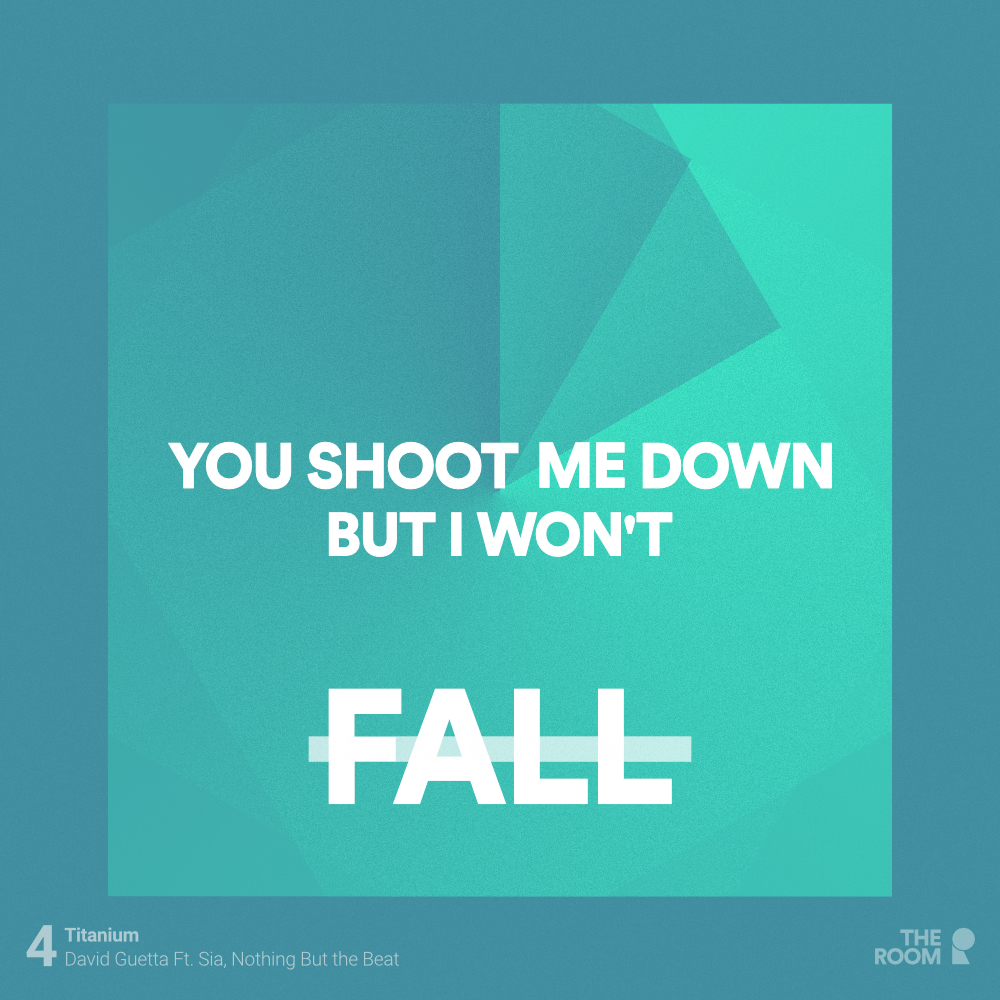 YOU SHOOT ME DOWN
BUT I WON'T
FALL
4
Titanium
David Guetta Ft. Sia, Nothing But the Beat
THE
ROOM